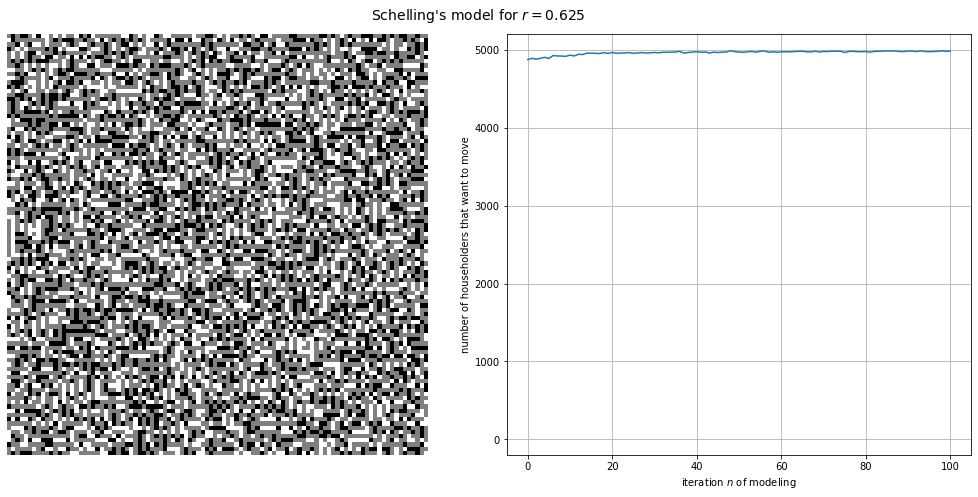 Schelling's model for r = 0.625
number of householders that want to move
5000
4000
3000
2000
1000
0
0 20 40 60 80 100
iteration n of modeling